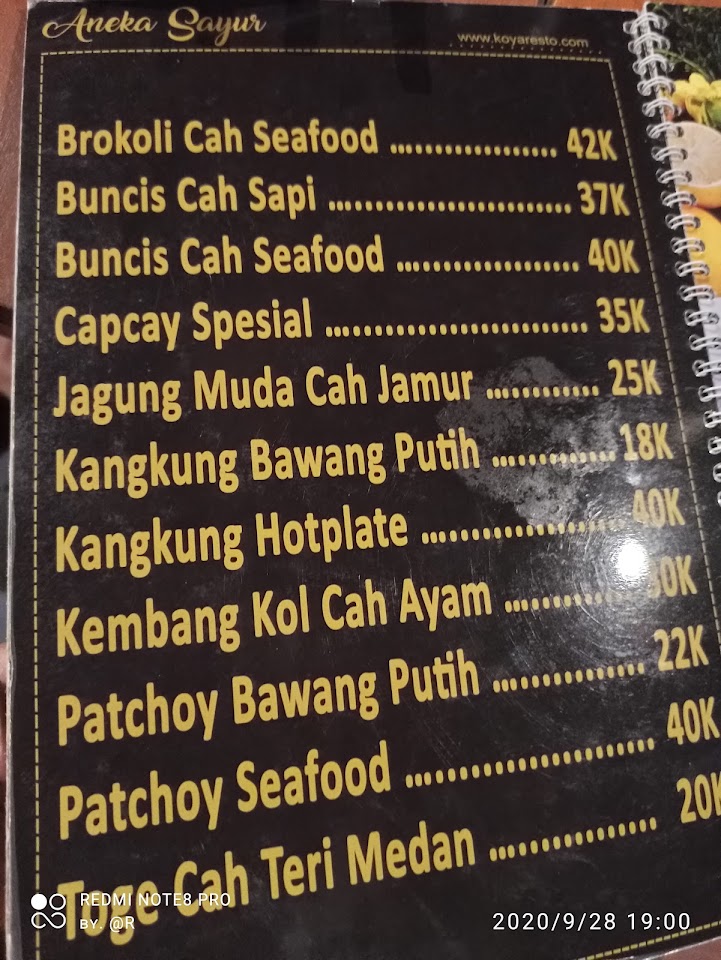 Aneka Sayur
www.koyaresto.com
Brokoli Cah Seafood .................. 42K
Buncis Cah Sapi ........................ 37K
Buncis Cah Seafood .................. 40K
Capcay Spesial ......................... 35K
Jagung Muda Cah Jamur ........... 25K
Kangkung Bawang Putih ............ 18K
Kangkung Hotplate ................... 40K
Kembang Kol Cah Ayam ............
Patchoy Bawang Putih ............... 22K
Patchoy Seafood ....................... 40K
Toge Cah Teri Medan ................ 20K
REDMI NOTE8 PRO
BY. @R
2020/9/28 19:00